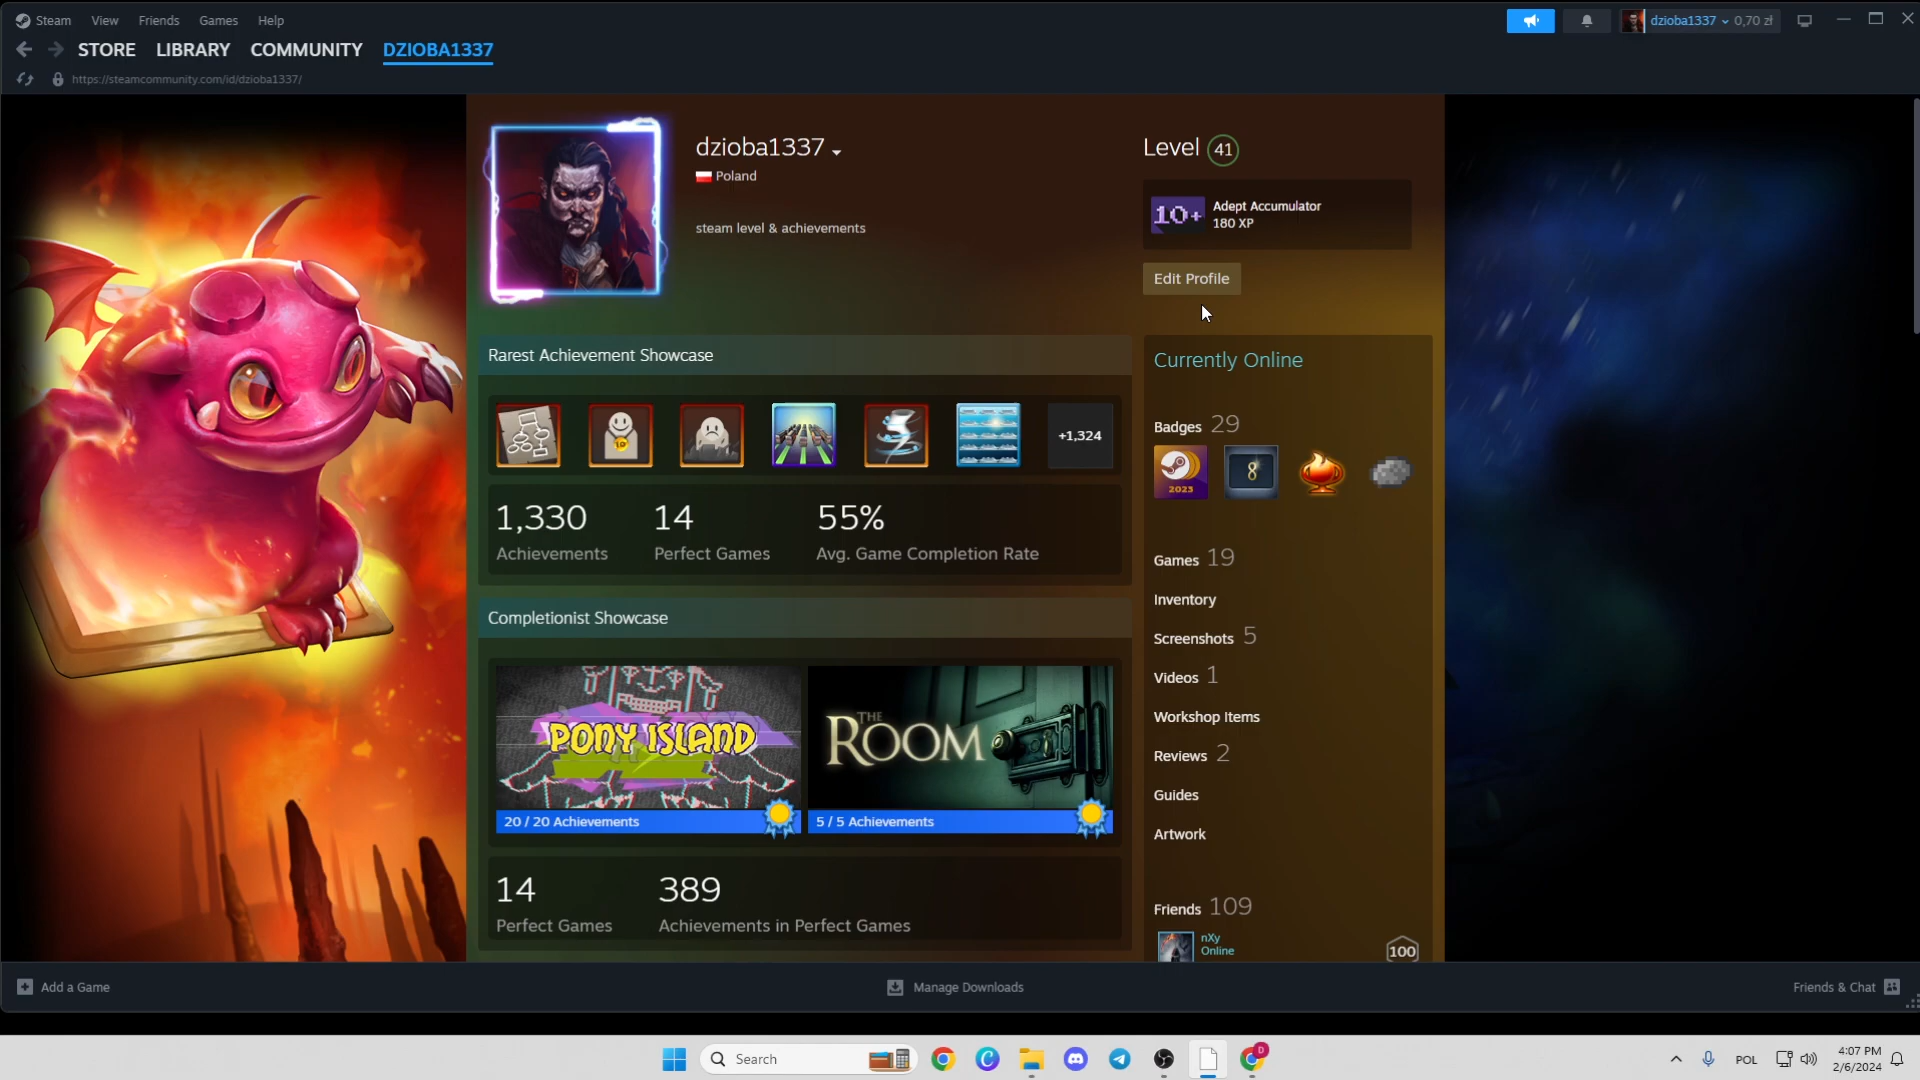 Steam View Friends Games Help
dzioba1337 0,70 zł
STORE LIBRARY COMMUNITY DZIOBA1337
https://steamcommunity.com/id/dzioba1337/
dzioba1337
Poland
steam level & achievements
Level 41
10+
Adept Accumulator
180 XP
Edit Profile
Rarest Achievement Showcase
+1,324
1,330 14 55%
Achievements Perfect Games Avg. Game Completion Rate
Completionist Showcase
PONY ISLAND
THE ROOM
20 / 20 Achievements
5 / 5 Achievements
14 389
Perfect Games Achievements in Perfect Games
Currently Online
Badges 29
2023
8
Games 19
Inventory
Screenshots 5
Videos 1
Workshop Items
Reviews 2
Guides
Artwork
Friends 109
nXy
Online
100
Add a Game
Manage Downloads
Friends & Chat
Search
D
POL
4:07 PM
2/6/2024